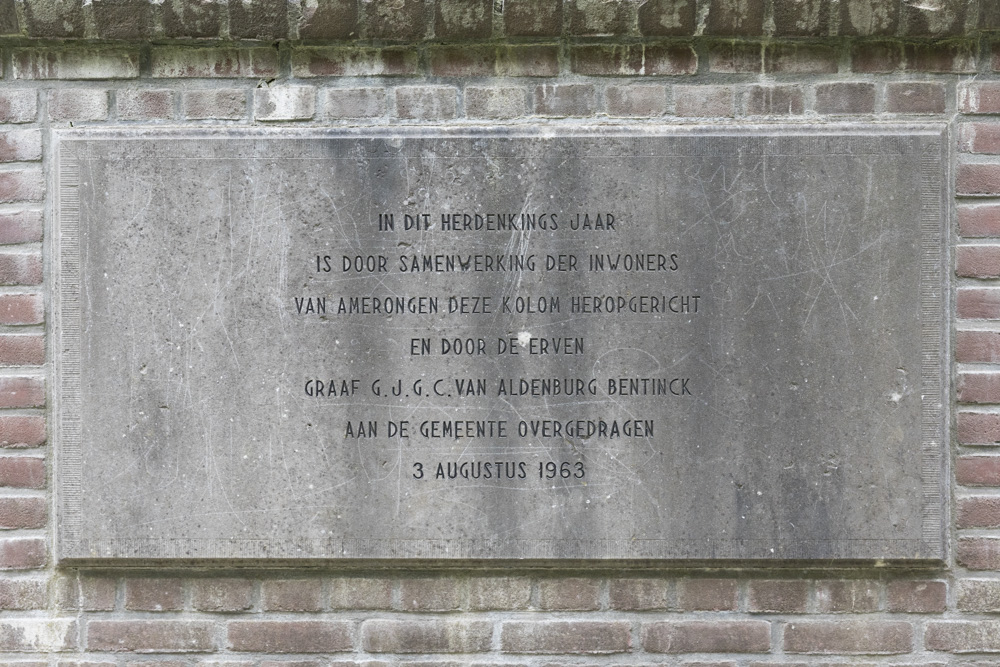 IN DIT HERDENKINGS JAAR
IS DOOR SAMENWERKING DER INWONERS
VAN AMERONGEN DEZE KOLOM HEROPGERICHT
EN DOOR DE ERVEN
GRAAF G.J.G.C. VAN ALDENBURG BENTINCK
AAN DE GEMEENTE OVERGEDRAGEN
3 AUGUSTUS 1963